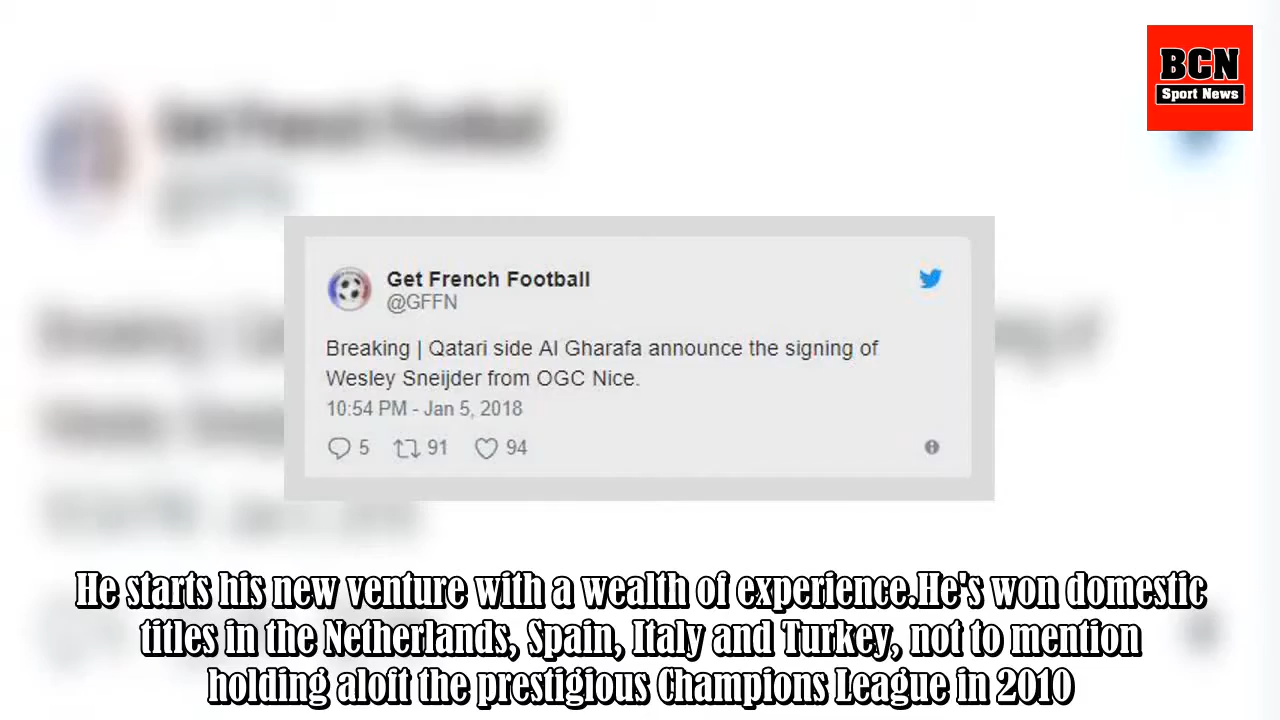 BCN
Sport News
Get French Football
@GFFN
Breaking | Qatari side Al Gharafa announce the signing of
Wesley Sneijder from OGC Nice.
10:54 PM - Jan 5, 2018
5 91 94
He starts his new venture with a wealth of experience.He's won domestic
titles in the Netherlands, Spain, Italy and Turkey, not to mention
holding aloft the prestigious Champions League in 2010